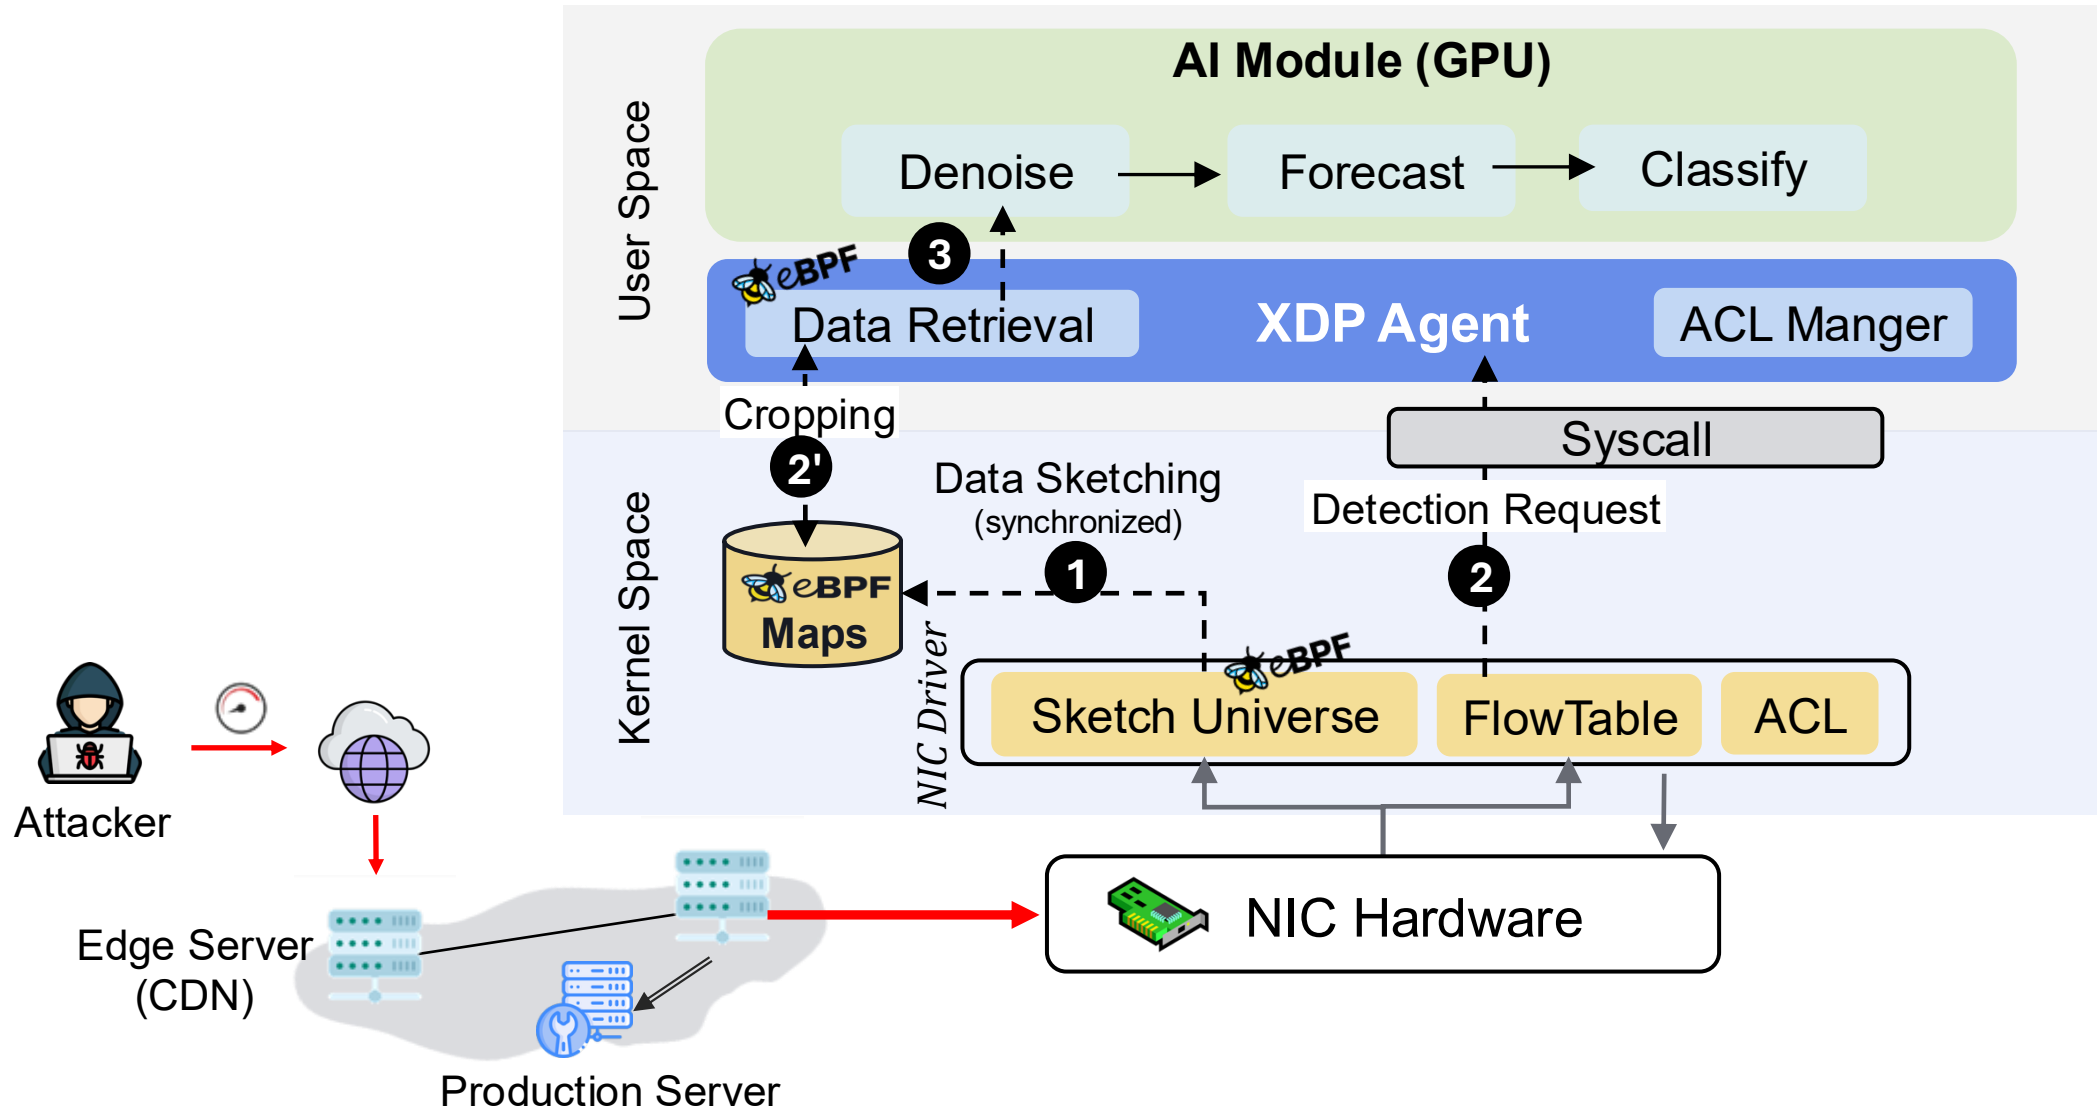 AI Module (GPU)
User Space
Denoise
Forecast
Classify
3
eBPF
Data Retrieval
XDP Agent
ACL Manger
Cropping
Syscall
2'
Data Sketching
(synchronized)
Detection Request
Kernel Space
1
2
eBPF
Maps
NIC Driver
eBPF
Sketch Universe
FlowTable
ACL
Attacker
NIC Hardware
Edge Server
(CDN)
Production Server